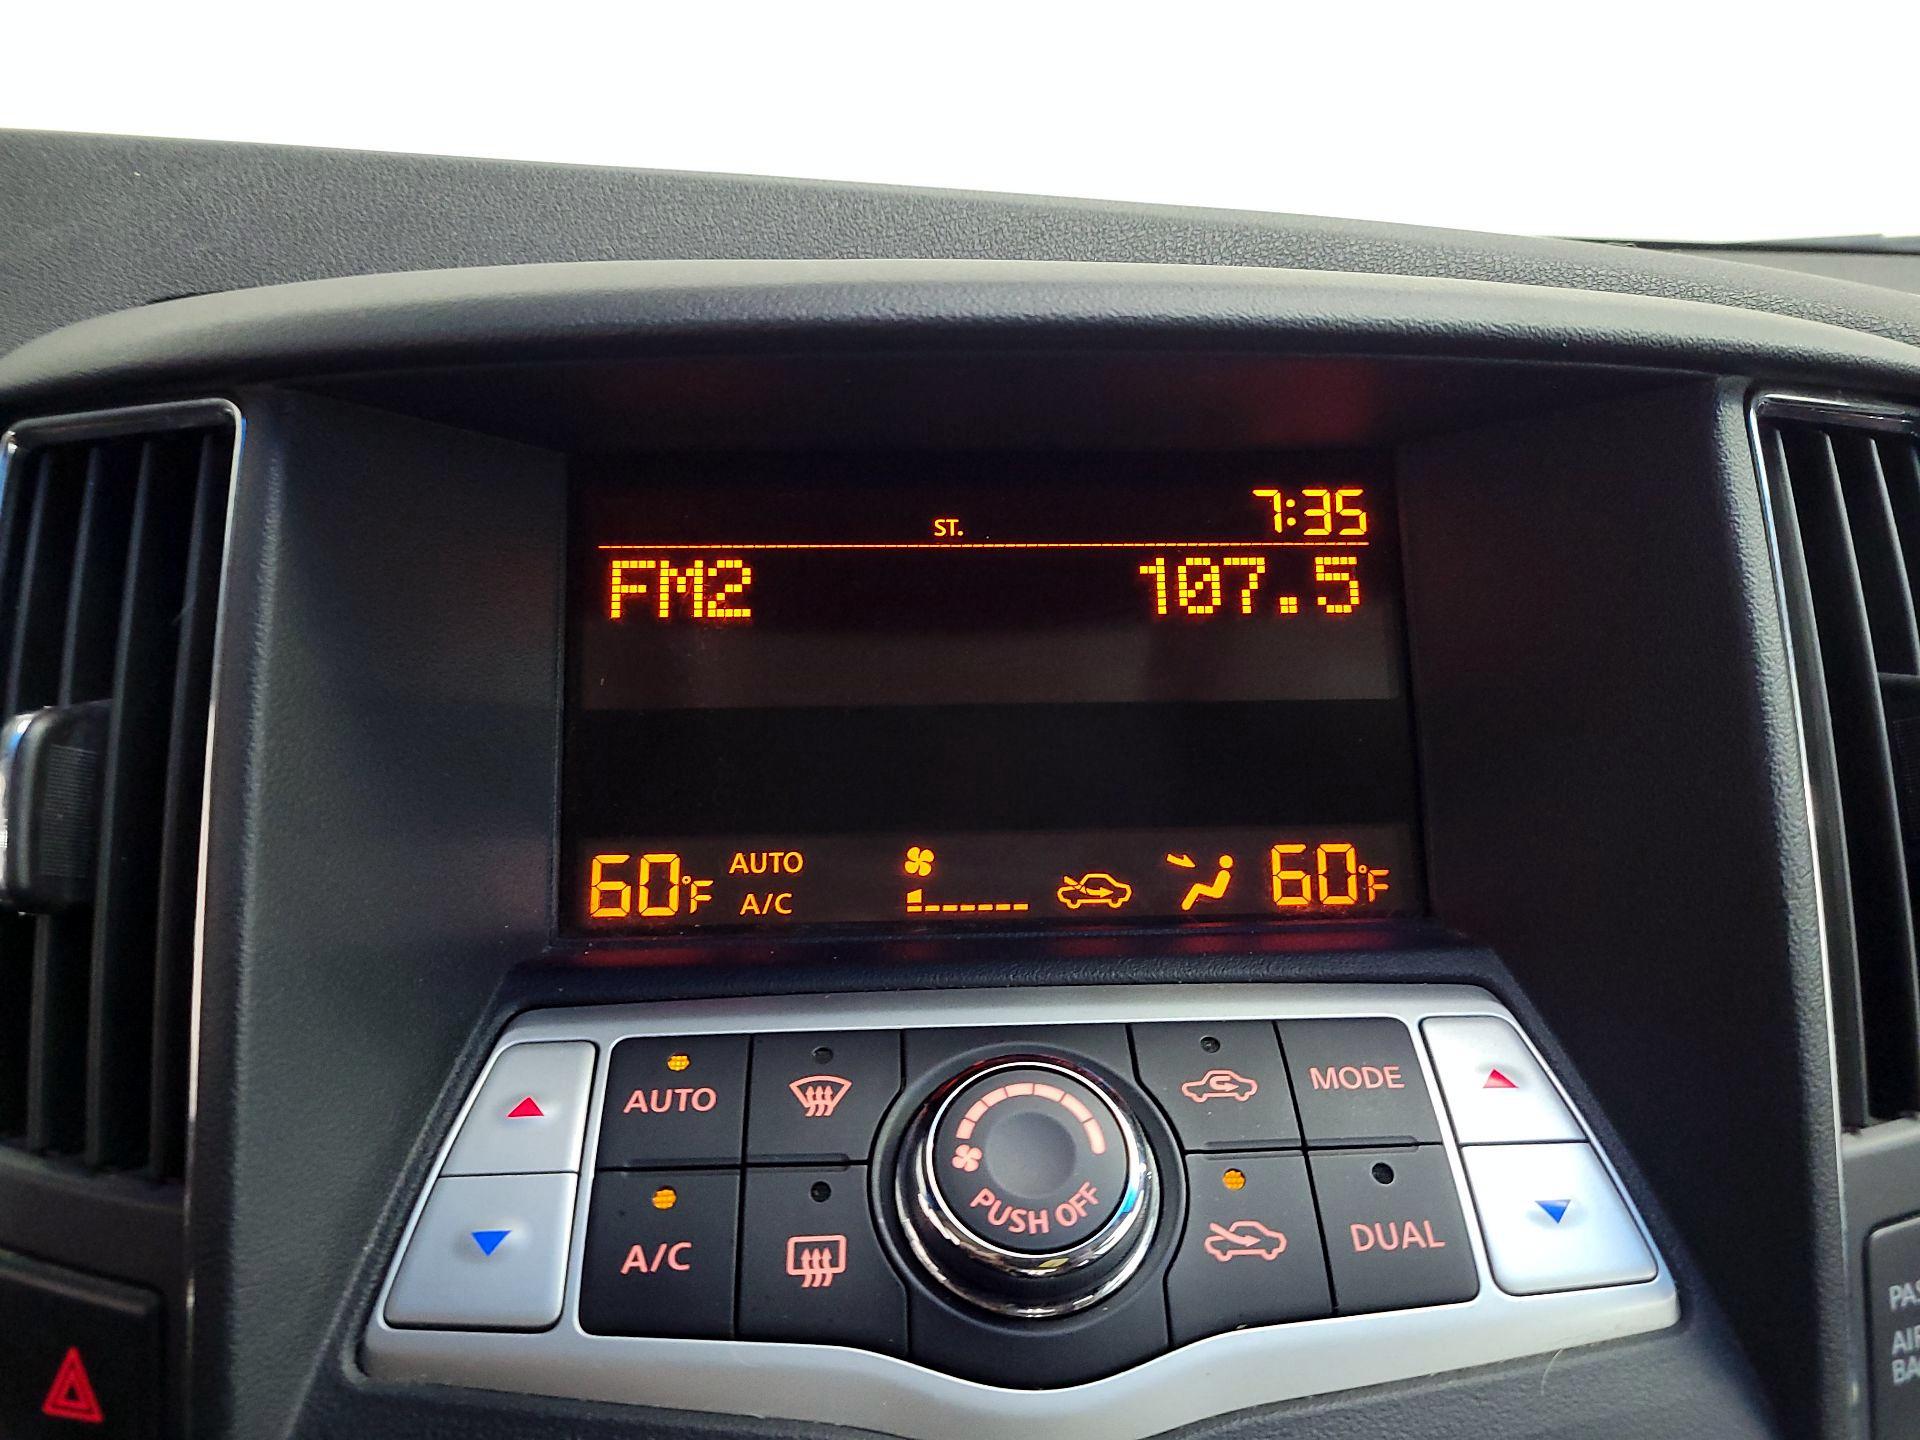 7:35
ST.
FM2 107.5
60°F AUTO 60°F
A/C
AUTO
MODE
PUSH OFF
A/C
DUAL